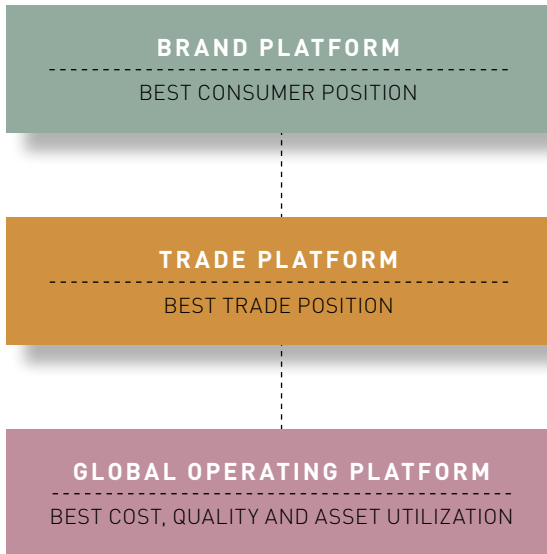 BRAND PLATFORM
BEST CONSUMER POSITION
TRADE PLATFORM
BEST TRADE POSITION
GLOBAL OPERATING PLATFORM
BEST COST, QUALITY AND ASSET UTILIZATION